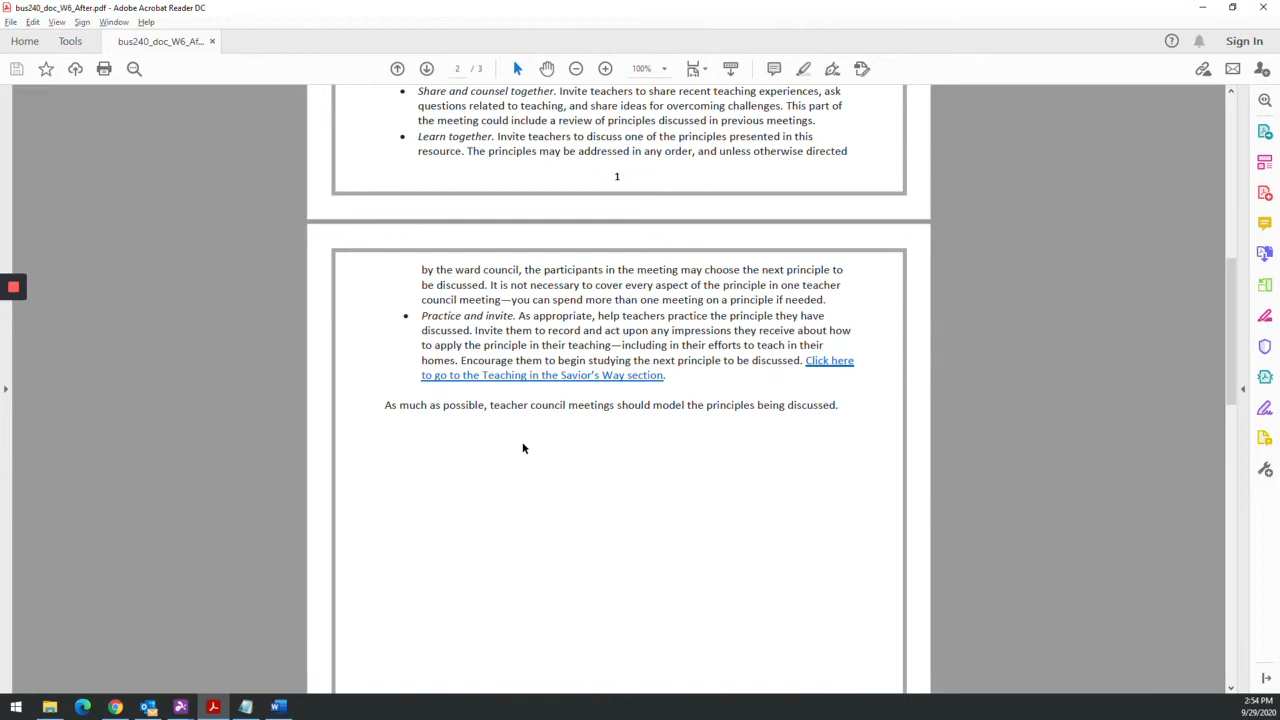 bus240_doc_W6_After.pdf - Adobe Acrobat Reader DC
File Edit View Sign Window Help
Home Tools bus240_doc_W6_Af... × Sign In
2 / 3 100%
• Share and counsel together. Invite teachers to share recent teaching experiences, ask
questions related to teaching, and share ideas for overcoming challenges. This part of
the meeting could include a review of principles discussed in previous meetings.
• Learn together. Invite teachers to discuss one of the principles presented in this
resource. The principles may be addressed in any order, and unless otherwise directed
1
by the ward council, the participants in the meeting may choose the next principle to
be discussed. It is not necessary to cover every aspect of the principle in one teacher
council meeting—you can spend more than one meeting on a principle if needed.
• Practice and invite. As appropriate, help teachers practice the principle they have
discussed. Invite them to record and act upon any impressions they receive about how
to apply the principle in their teaching—including in their efforts to teach in their
homes. Encourage them to begin studying the next principle to be discussed. Click here
to go to the Teaching in the Savior's Way section.
As much as possible, teacher council meetings should model the principles being discussed.
2:54 PM
9/29/2020